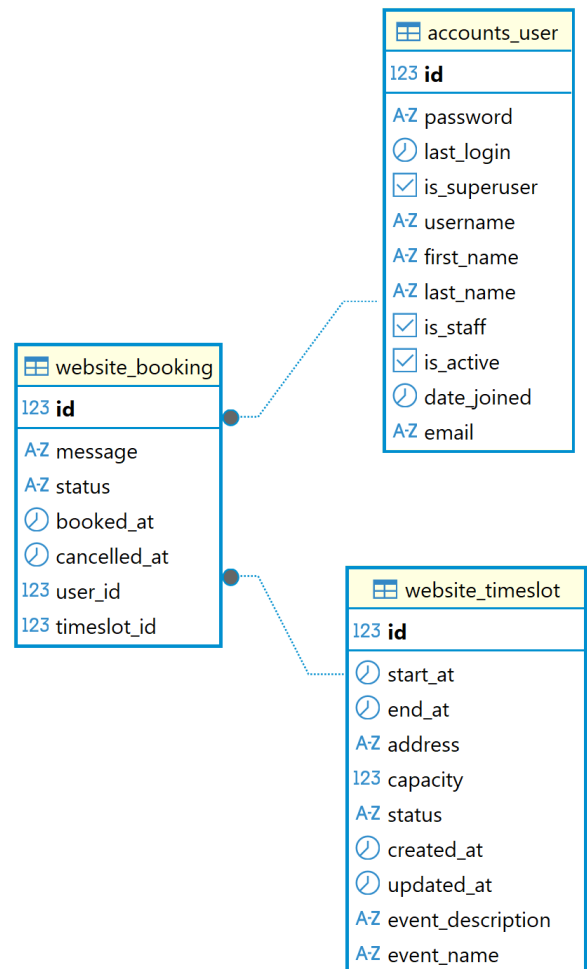 accounts_user
123 id
A-Z password
last_login
is_superuser
A-Z username
A-Z first_name
A-Z last_name
is_staff
is_active
date_joined
A-Z email
website_booking
123 id
A-Z message
A-Z status
booked_at
cancelled_at
123 user_id
123 timeslot_id
website_timeslot
123 id
start_at
end_at
A-Z address
123 capacity
A-Z status
created_at
updated_at
A-Z event_description
A-Z event_name